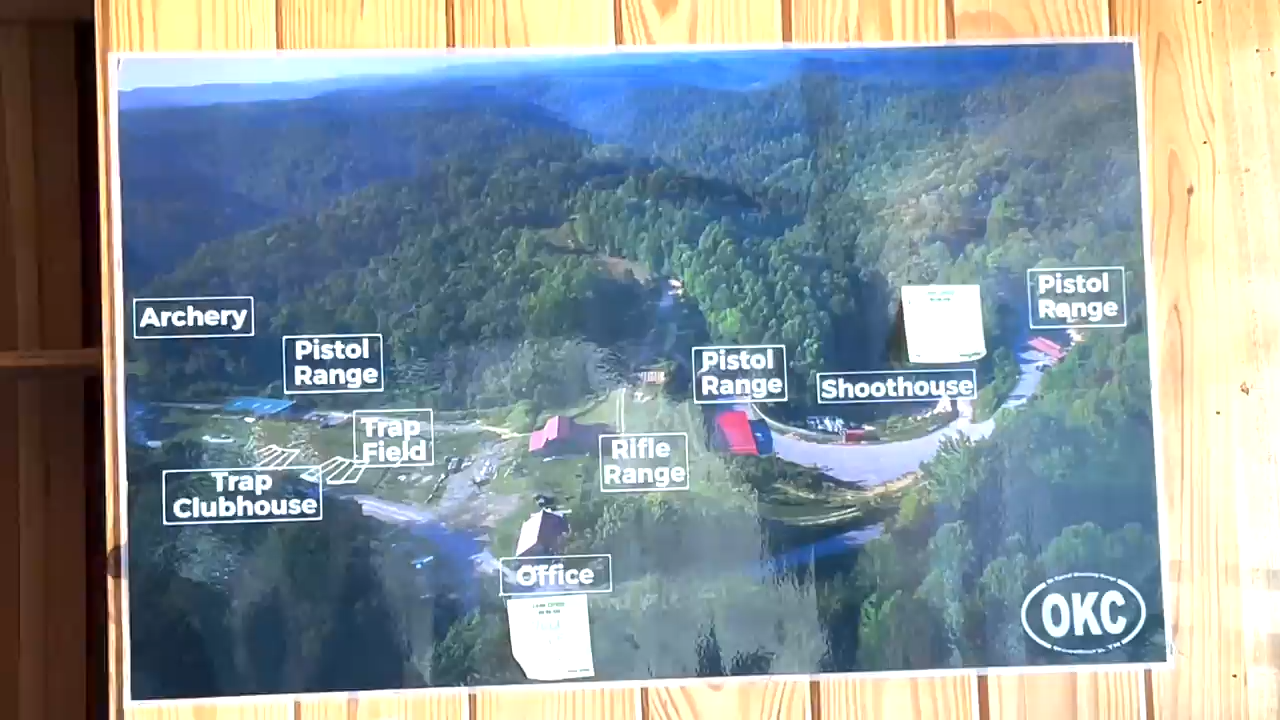 Archery
Pistol
Range
Pistol
Range
Pistol
Range
Shoothouse
Trap
Field
Rifle
Range
Trap
Clubhouse
Office
OKC